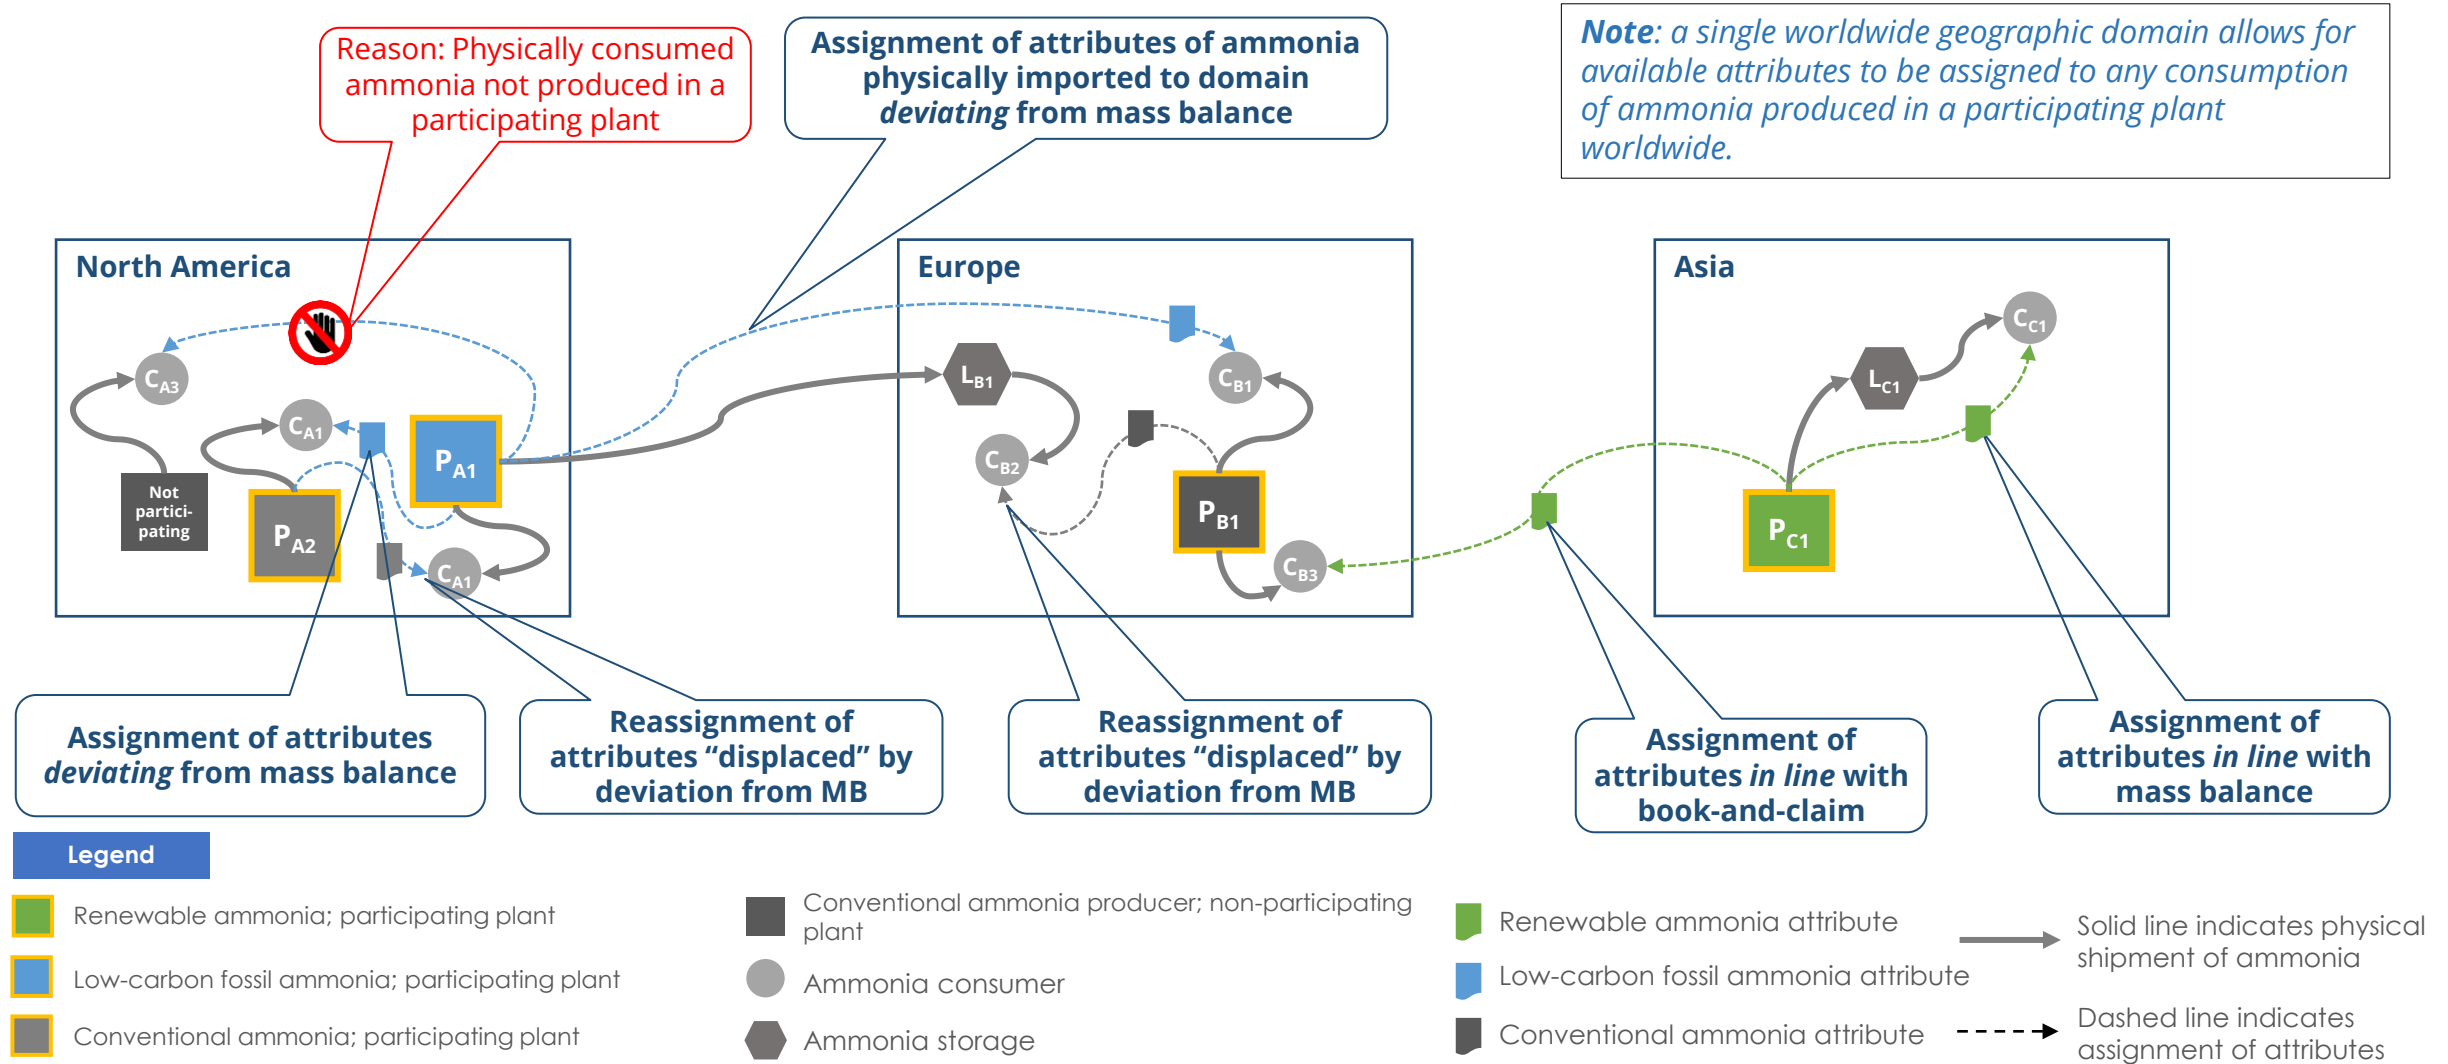 Reason: Physically consumed
ammonia not produced in a
participating plant
Assignment of attributes of ammonia
physically imported to domain
deviating from mass balance
Note: a single worldwide geographic domain allows for
available attributes to be assigned to any consumption
of ammonia produced in a participating plant
worldwide.
North America
CA3
CA1
PA1
Not
partici-
pating
PA2
CA1
Europe
LB1
CB1
CB2
PB1
CB3
Asia
CC1
LC1
PC1
Assignment of attributes
deviating from mass balance
Reassignment of
attributes “displaced” by
deviation from MB
Reassignment of
attributes “displaced” by
deviation from MB
Assignment of
attributes in line with
book-and-claim
Assignment of
attributes in line with
mass balance
Legend
Renewable ammonia; participating plant
Low-carbon fossil ammonia; participating plant
Conventional ammonia; participating plant
Conventional ammonia producer; non-participating
plant
Ammonia consumer
Ammonia storage
Renewable ammonia attribute
Low-carbon fossil ammonia attribute
Conventional ammonia attribute
Solid line indicates physical
shipment of ammonia
Dashed line indicates
assignment of attributes